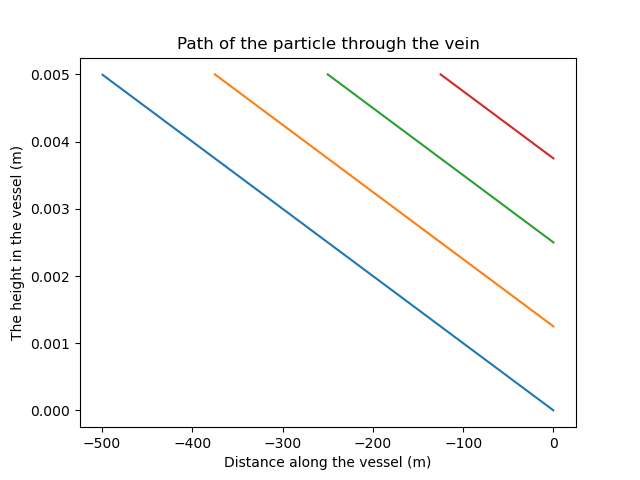 Path of the particle through the vein
The height in the vessel (m)
0.005
0.004
0.003
0.002
0.001
0.000
−500 −400 −300 −200 −100 0
Distance along the vessel (m)